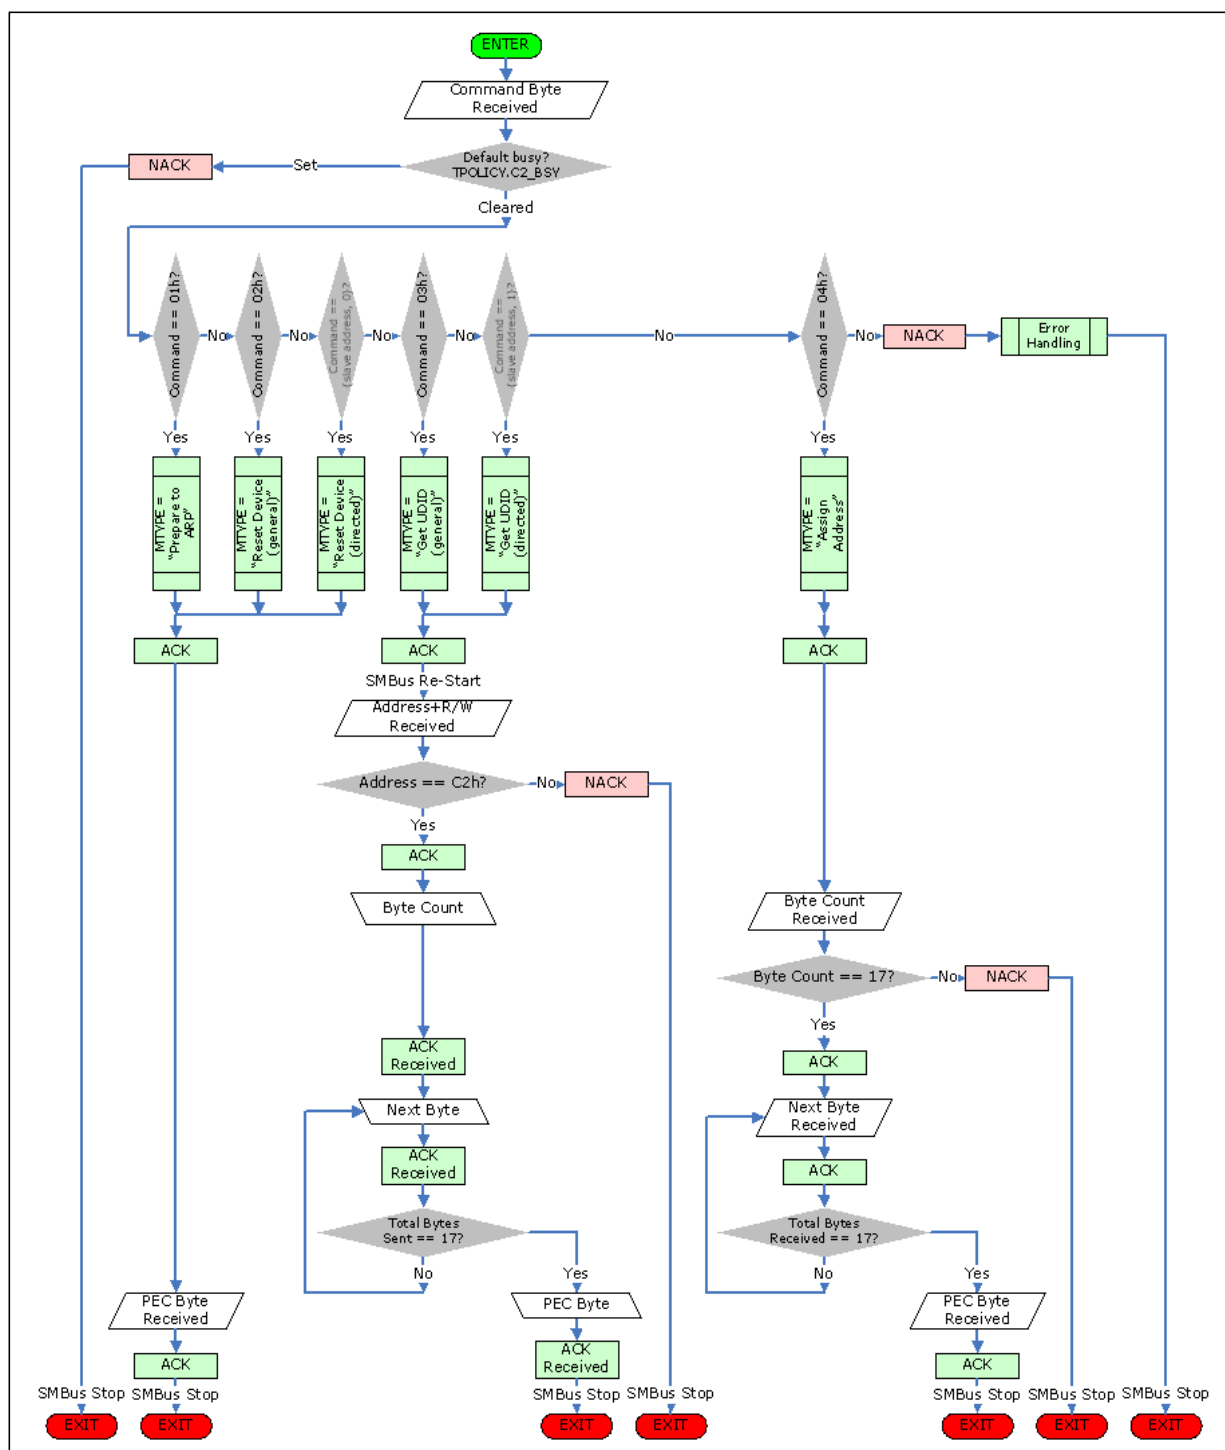 ENTER
Command Byte
Received
Default busy?
TPOLICY.C2_BSY
Set
NACK
Cleared
Command == 01h?
No
Command == 02h?
No
Command ==
{slave address, 0}?
No
Command == 03h?
No
Command ==
{slave address, 1}?
No
Command == 04h?
No
NACK
Error
Handling
Yes
Yes
Yes
Yes
Yes
Yes
MTYPE =
"Prepare to
ARP"
MTYPE =
"Reset Device
(general)"
MTYPE =
"Reset Device
(directed)"
MTYPE =
"Get UDID
(general)"
MTYPE =
"Get UDID
(directed)"
MTYPE =
"Assign
Address"
ACK
ACK
ACK
SMBus Re-Start
Address+R/W
Received
Address == C2h?
No
NACK
Yes
ACK
Byte Count
Byte Count
Received
Byte Count == 17?
No
NACK
Yes
ACK
Received
ACK
Next Byte
Next Byte
Received
ACK
Received
ACK
Total Bytes
Sent == 17?
Total Bytes
Received == 17?
No
Yes
No
Yes
PEC Byte
Received
PEC Byte
PEC Byte
Received
ACK
ACK
Received
ACK
SMBus Stop
SMBus Stop
SMBus Stop
SMBus Stop
SMBus Stop
SMBus Stop
SMBus Stop
EXIT
EXIT
EXIT
EXIT
EXIT
EXIT
EXIT